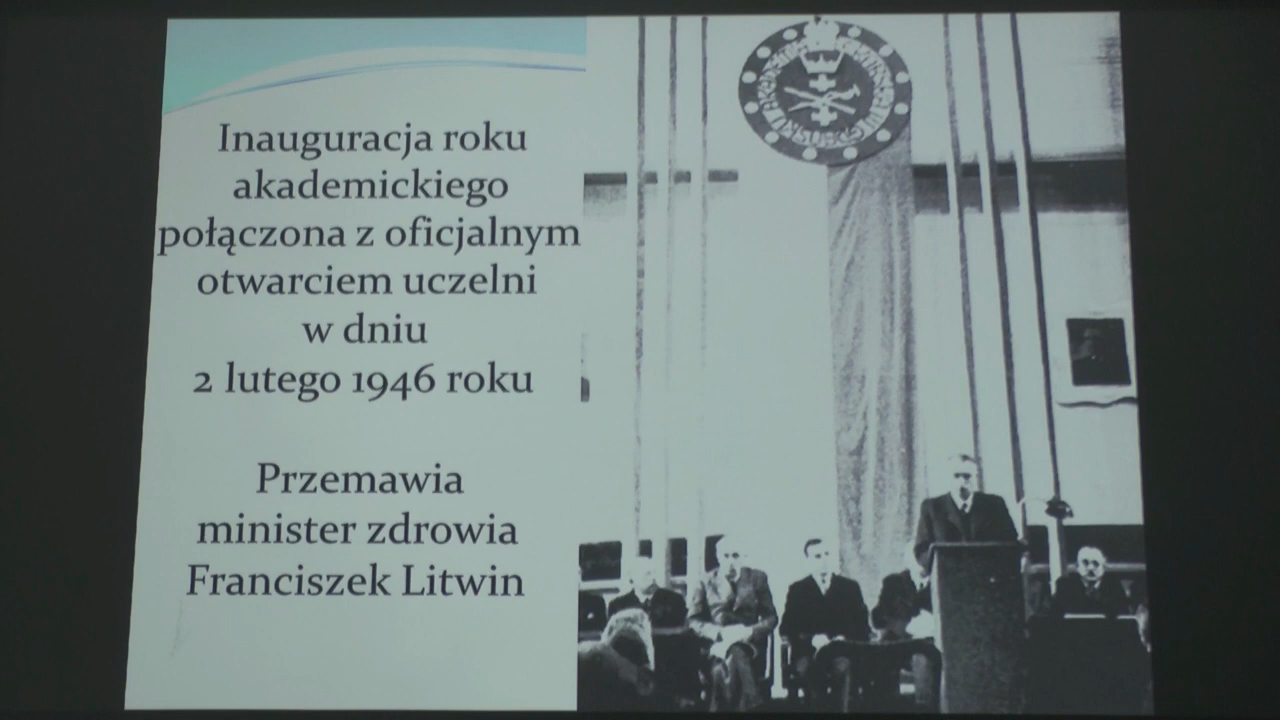 Inauguracja roku
akademickiego
połączona z oficjalnym
otwarciem uczelni
w dniu
2 lutego 1946 roku
Przemawia
minister zdrowia
Franciszek Litwin